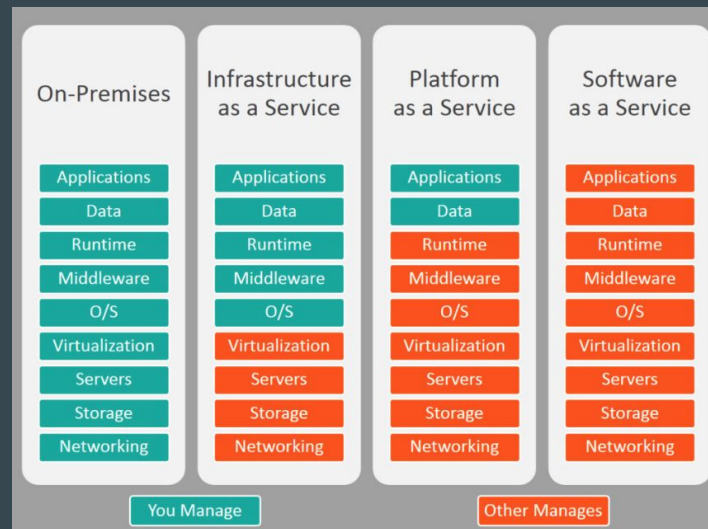 On-Premises
Applications
Data
Runtime
Middleware
O/S
Virtualization
Servers
Storage
Networking
Infrastructure
as a Service
Applications
Data
Runtime
Middleware
O/S
Virtualization
Servers
Storage
Networking
Platform
as a Service
Applications
Data
Runtime
Middleware
O/S
Virtualization
Servers
Storage
Networking
Software
as a Service
Applications
Data
Runtime
Middleware
O/S
Virtualization
Servers
Storage
Networking
You Manage
Other Manages